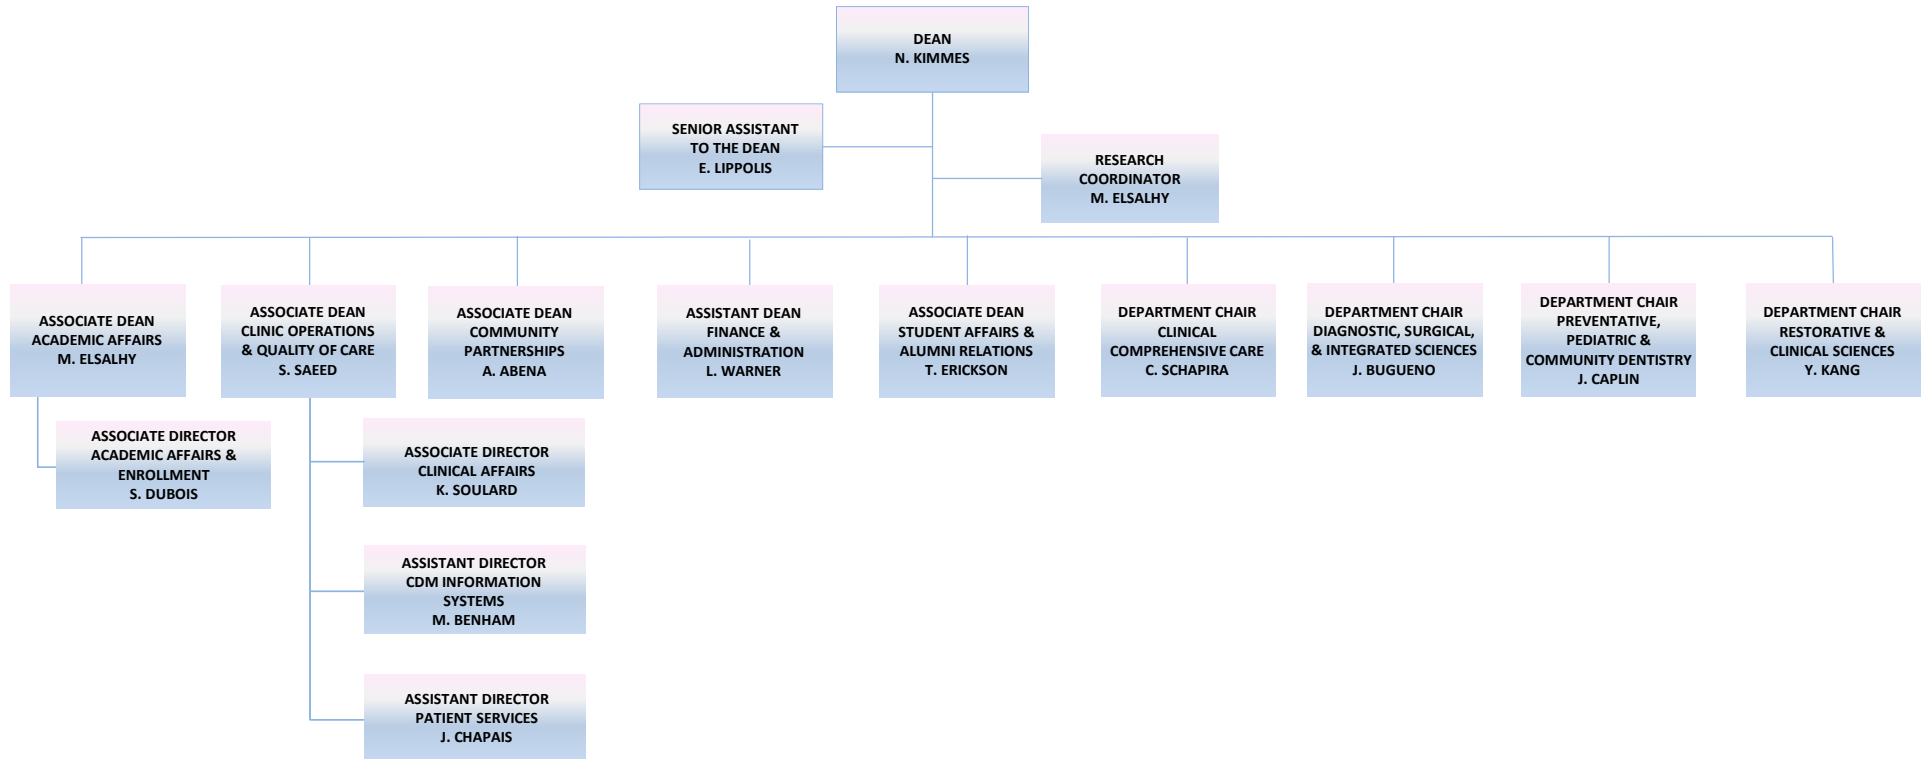 DEAN
N. KIMMES
SENIOR ASSISTANT
TO THE DEAN
E. LIPPOLIS
RESEARCH
COORDINATOR
M. ELSALHY
ASSOCIATE DEAN
ACADEMIC AFFAIRS
M. ELSALHY
ASSOCIATE DEAN
CLINIC OPERATIONS
& QUALITY OF CARE
S. SAEED
ASSOCIATE DEAN
COMMUNITY
PARTNERSHIPS
A. ABENA
ASSISTANT DEAN
FINANCE &
ADMINISTRATION
L. WARNER
ASSOCIATE DEAN
STUDENT AFFAIRS &
ALUMNI RELATIONS
T. ERICKSON
DEPARTMENT CHAIR
CLINICAL
COMPREHENSIVE CARE
C. SCHAPIRA
DEPARTMENT CHAIR
DIAGNOSTIC, SURGICAL,
& INTEGRATED SCIENCES
J. BUGUENO
DEPARTMENT CHAIR
PREVENTATIVE,
PEDIATRIC &
COMMUNITY DENTISTRY
J. CAPLIN
DEPARTMENT CHAIR
RESTORATIVE &
CLINICAL SCIENCES
Y. KANG
ASSOCIATE DIRECTOR
ACADEMIC AFFAIRS &
ENROLLMENT
S. DUBOIS
ASSOCIATE DIRECTOR
CLINICAL AFFAIRS
K. SOULARD
ASSISTANT DIRECTOR
CDM INFORMATION
SYSTEMS
M. BENHAM
ASSISTANT DIRECTOR
PATIENT SERVICES
J. CHAPAIS